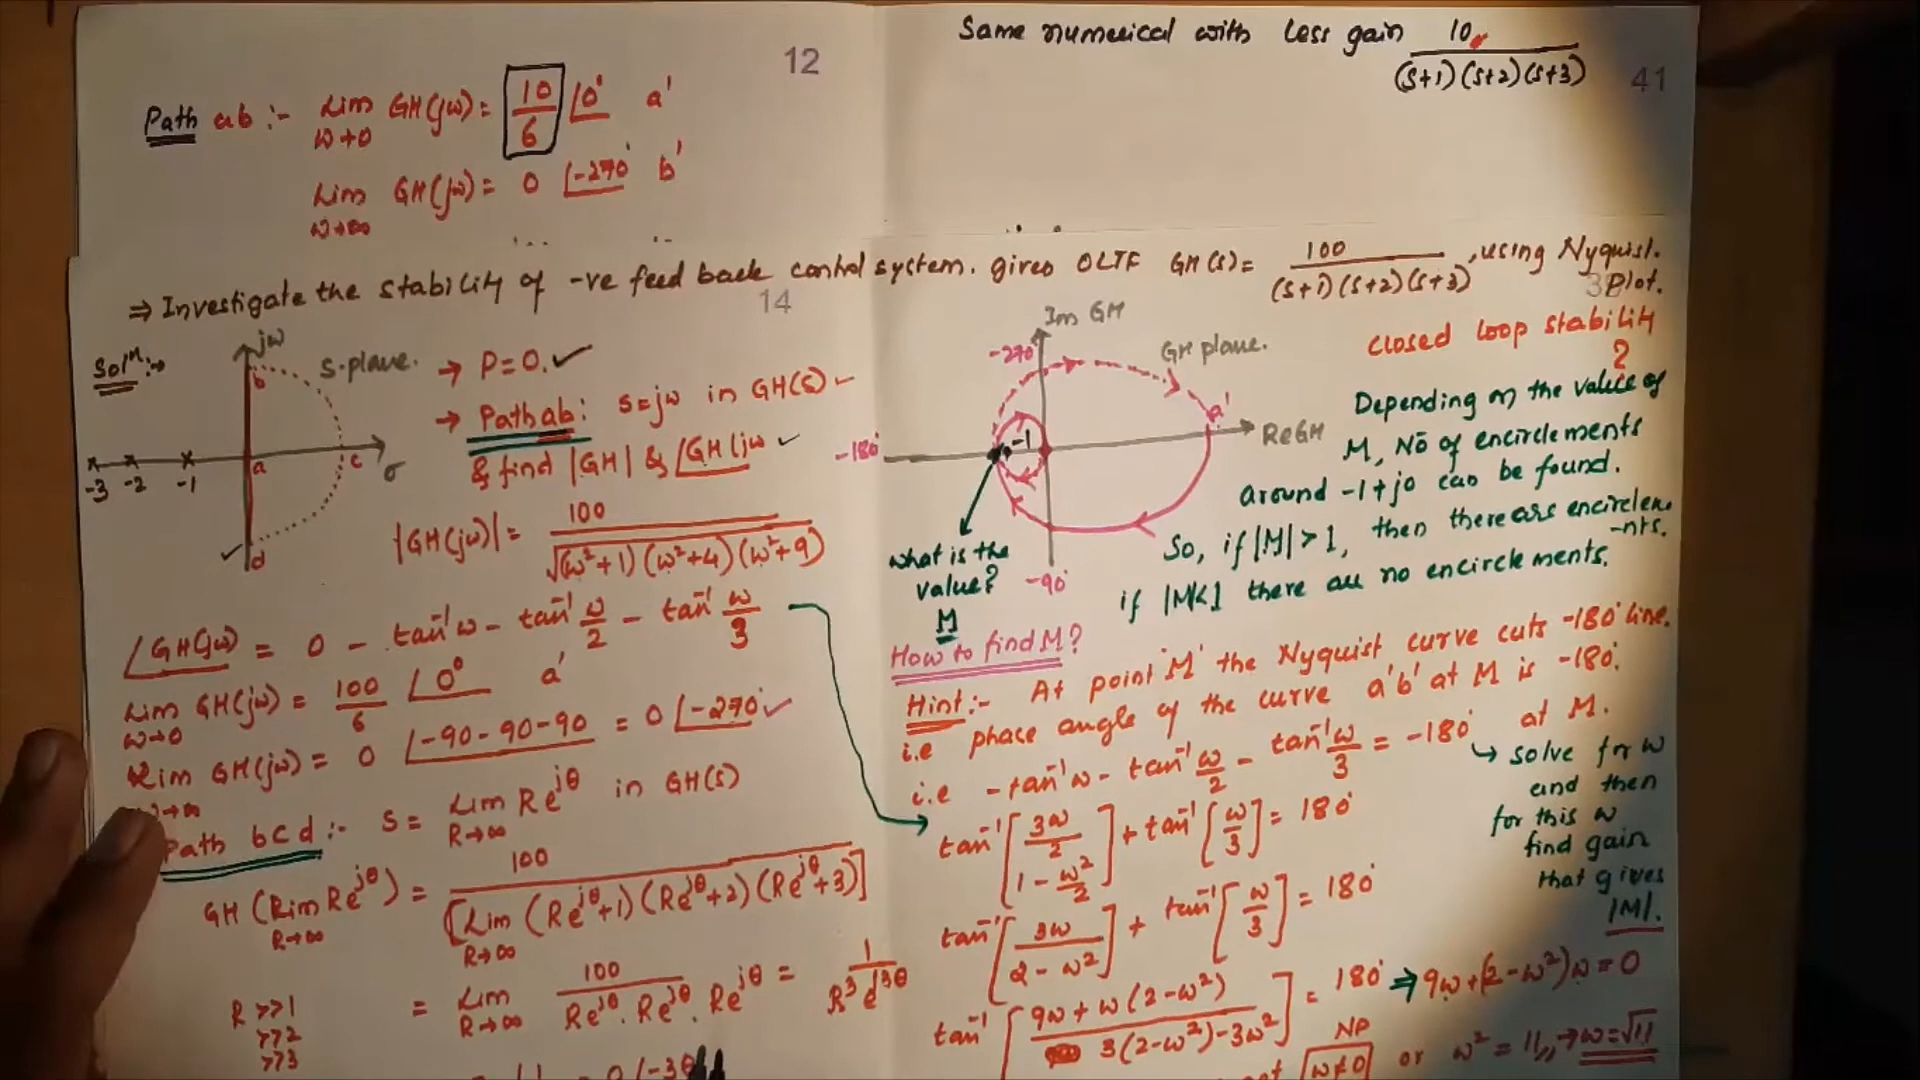 Same numerical with less gain 10
(s+1)(s+2)(s+3)
12
41
Path ab :- Lim GH(jω) = 10/6 ∠0° a'
ω→0
Lim GH(jω) = 0 ∠-270° b'
ω→∞
⇒ Investigate the stability of -ve feed back control system. given OLTF GH(s) = 100 / (s+1)(s+2)(s+3) , using Nyquist Plot.
14
Solⁿ:→
jω
s-plane.
b
a
c
d
σ
-3 -2 -1
→ P=0. ✓
→ Path ab: s=jω in GH(s) ✓
& find |GH| & ∠GH(jω ✓
|GH(jω)| = 100 / √(ω²+1)(ω²+4)(ω²+9)
∠GH(jω) = 0 - tan⁻¹ω - tan⁻¹ ω/2 - tan⁻¹ ω/3
Lim GH(jω) = 100/6 ∠0° a'
ω→0
Lim GH(jω) = 0 ∠-90-90-90 = 0 ∠-270° ✓
ω→∞
Path bcd :- s = Lim Re^jθ in GH(s)
R→∞
GH(Lim Re^jθ) = 100 / [Lim (Re^jθ+1)(Re^jθ+2)(Re^jθ+3)]
R→∞
R→∞
R >>1
>>2
>>3
= Lim 100 / Re^jθ. Re^jθ. Re^jθ = 1 / R³e^j3θ
R→∞
Im GH
-270°
GH plane.
a'
Re GH
-180°
-1
-90°
what is the
value?
M
Closed loop stability
?
Depending on the value of
M, No of encirclements
around -1+j0 can be found.
So, if |M|>1, then there are encircleme
-nts.
if |M|<1 there are no encirclements.
How to find M?
Hint:- At point 'M' the Nyquist curve cuts -180° line.
i.e phase angle of the curve a'b' at M is -180°.
i.e -tan⁻¹ω - tan⁻¹ ω/2 - tan⁻¹ ω/3 = -180° at M.
↳ solve for ω
and then
for this ω
find gain
that gives
|M|.
tan⁻¹[3ω/2 / 1-ω²/2] + tan⁻¹[ω/3] = 180°
tan⁻¹[3ω / 2-ω²] + tan⁻¹[ω/3] = 180°
tan⁻¹[9ω+ω(2-ω²) / 3(2-ω²)-3ω²] = 180° ⇒ 9ω+(2-ω²)ω=0
NP
ω≠0 or ω² = 11,, → ω=√11